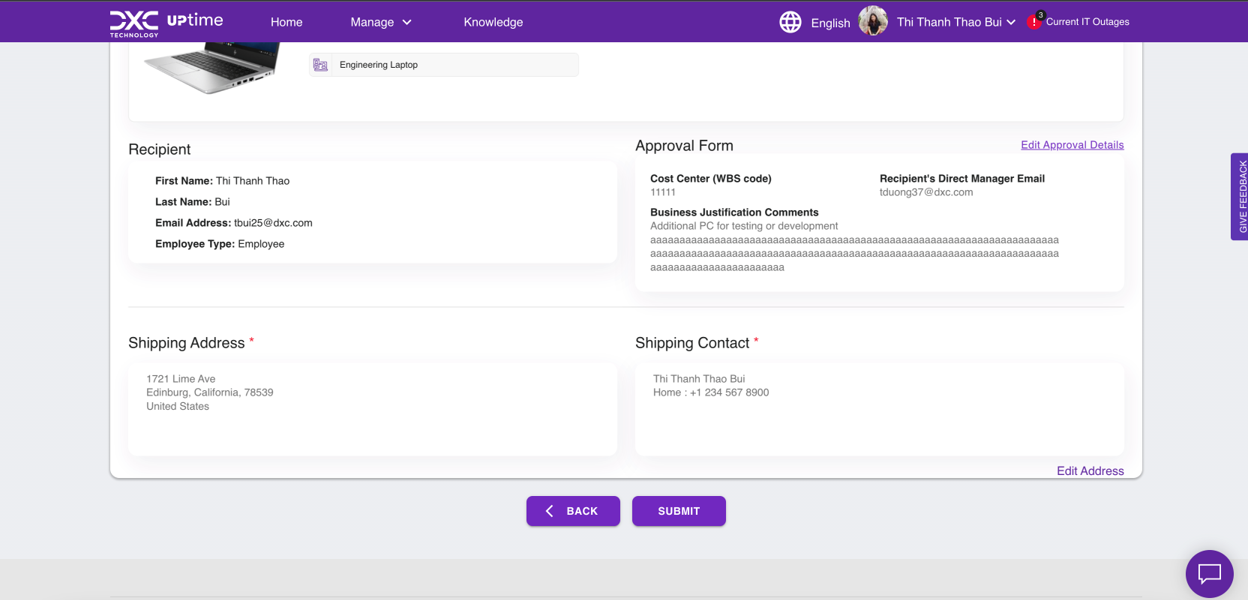 DXC
TECHNOLOGY
UPtime
Home
Manage
Knowledge
English
Thi Thanh Thao Bui
3
!
Current IT Outages
Engineering Laptop
Recipient
First Name: Thi Thanh Thao
Last Name: Bui
Email Address: tbui25@dxc.com
Employee Type: Employee
Approval Form
Edit Approval Details
Cost Center (WBS code)
11111
Recipient's Direct Manager Email
tduong37@dxc.com
Business Justification Comments
Additional PC for testing or development
aaaaaaaaaaaaaaaaaaaaaaaaaaaaaaaaaaaaaaaaaaaaaaaaaaaaaaaaaaaaaaaaaaaaaa
aaaaaaaaaaaaaaaaaaaaaaaaaaaaaaaaaaaaaaaaaaaaaaaaaaaaaaaaaaaaaaaaaaaaaa
aaaaaaaaaaaaaaaaaaaaaaa
GIVE FEEDBACK
Shipping Address *
1721 Lime Ave
Edinburg, California, 78539
United States
Shipping Contact *
Thi Thanh Thao Bui
Home : +1 234 567 8900
Edit Address
BACK
SUBMIT